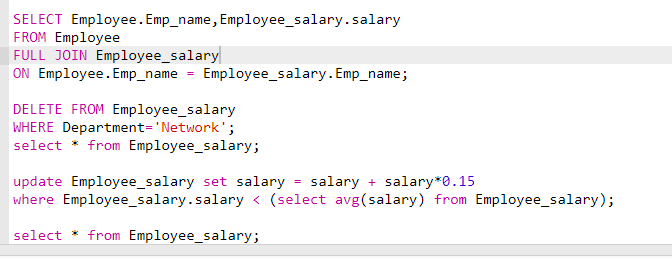 SELECT Employee.Emp_name,Employee_salary.salary
FROM Employee
FULL JOIN Employee_salary
ON Employee.Emp_name = Employee_salary.Emp_name;
DELETE FROM Employee_salary
WHERE Department='Network';
select * from Employee_salary;
update Employee_salary set salary = salary + salary*0.15
where Employee_salary.salary < (select avg(salary) from Employee_salary);
select * from Employee_salary;